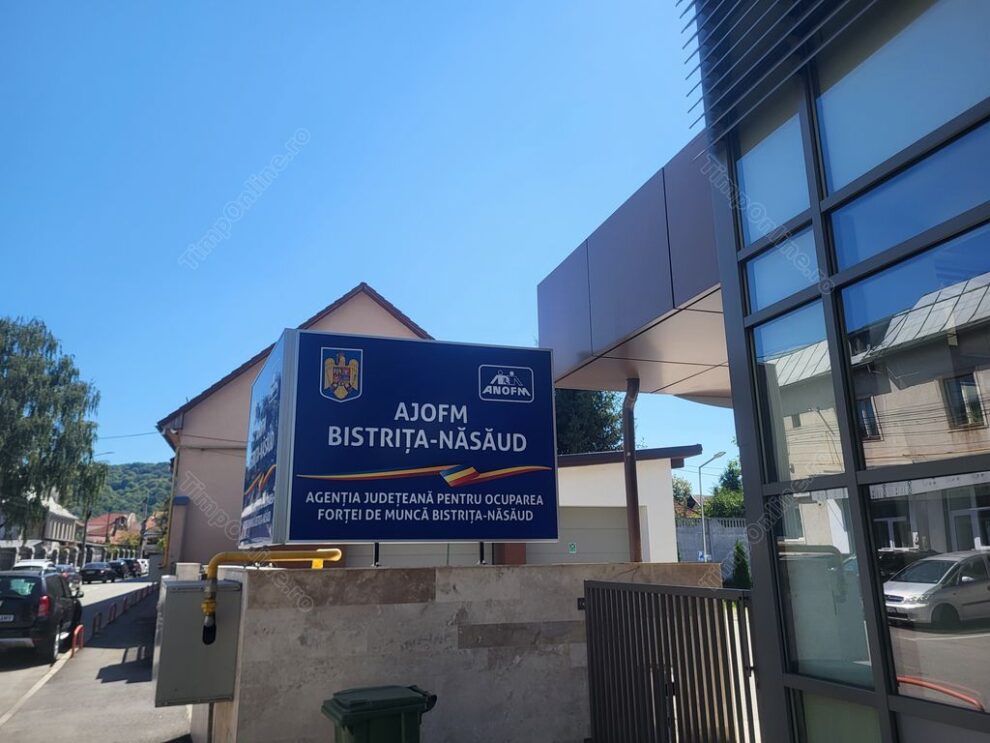 ANOFM
AJOFM
BISTRIȚA-NĂSĂUD
AGENȚIA JUDEȚEANĂ PENTRU OCUPAREA
FORȚEI DE MUNCĂ BISTRIȚA-NĂSĂUD
TimpOnline.ro